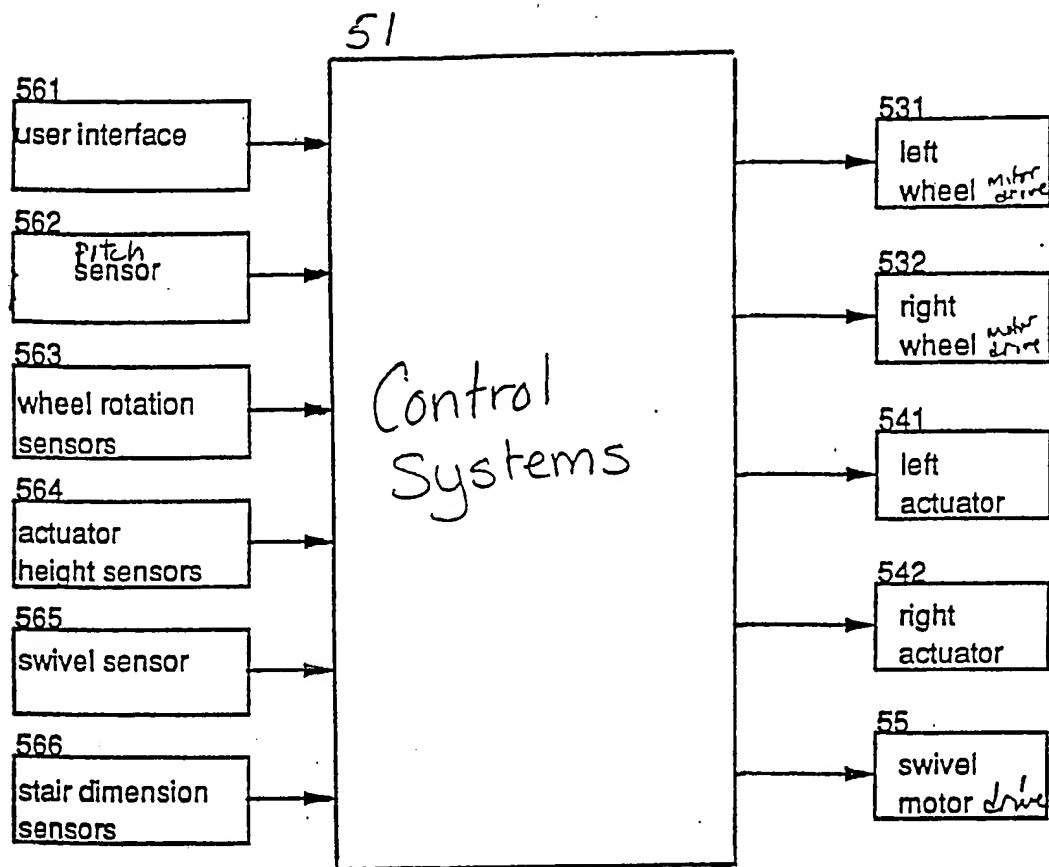 51
561
user interface
562
Pitch
sensor
563
wheel rotation
sensors
564
actuator
height sensors
565
swivel sensor
566
stair dimension
sensors
Control
Systems
531
left
wheel motor
drive
532
right
wheel motor
drive
541
left
actuator
542
right
actuator
55
swivel
motor drive